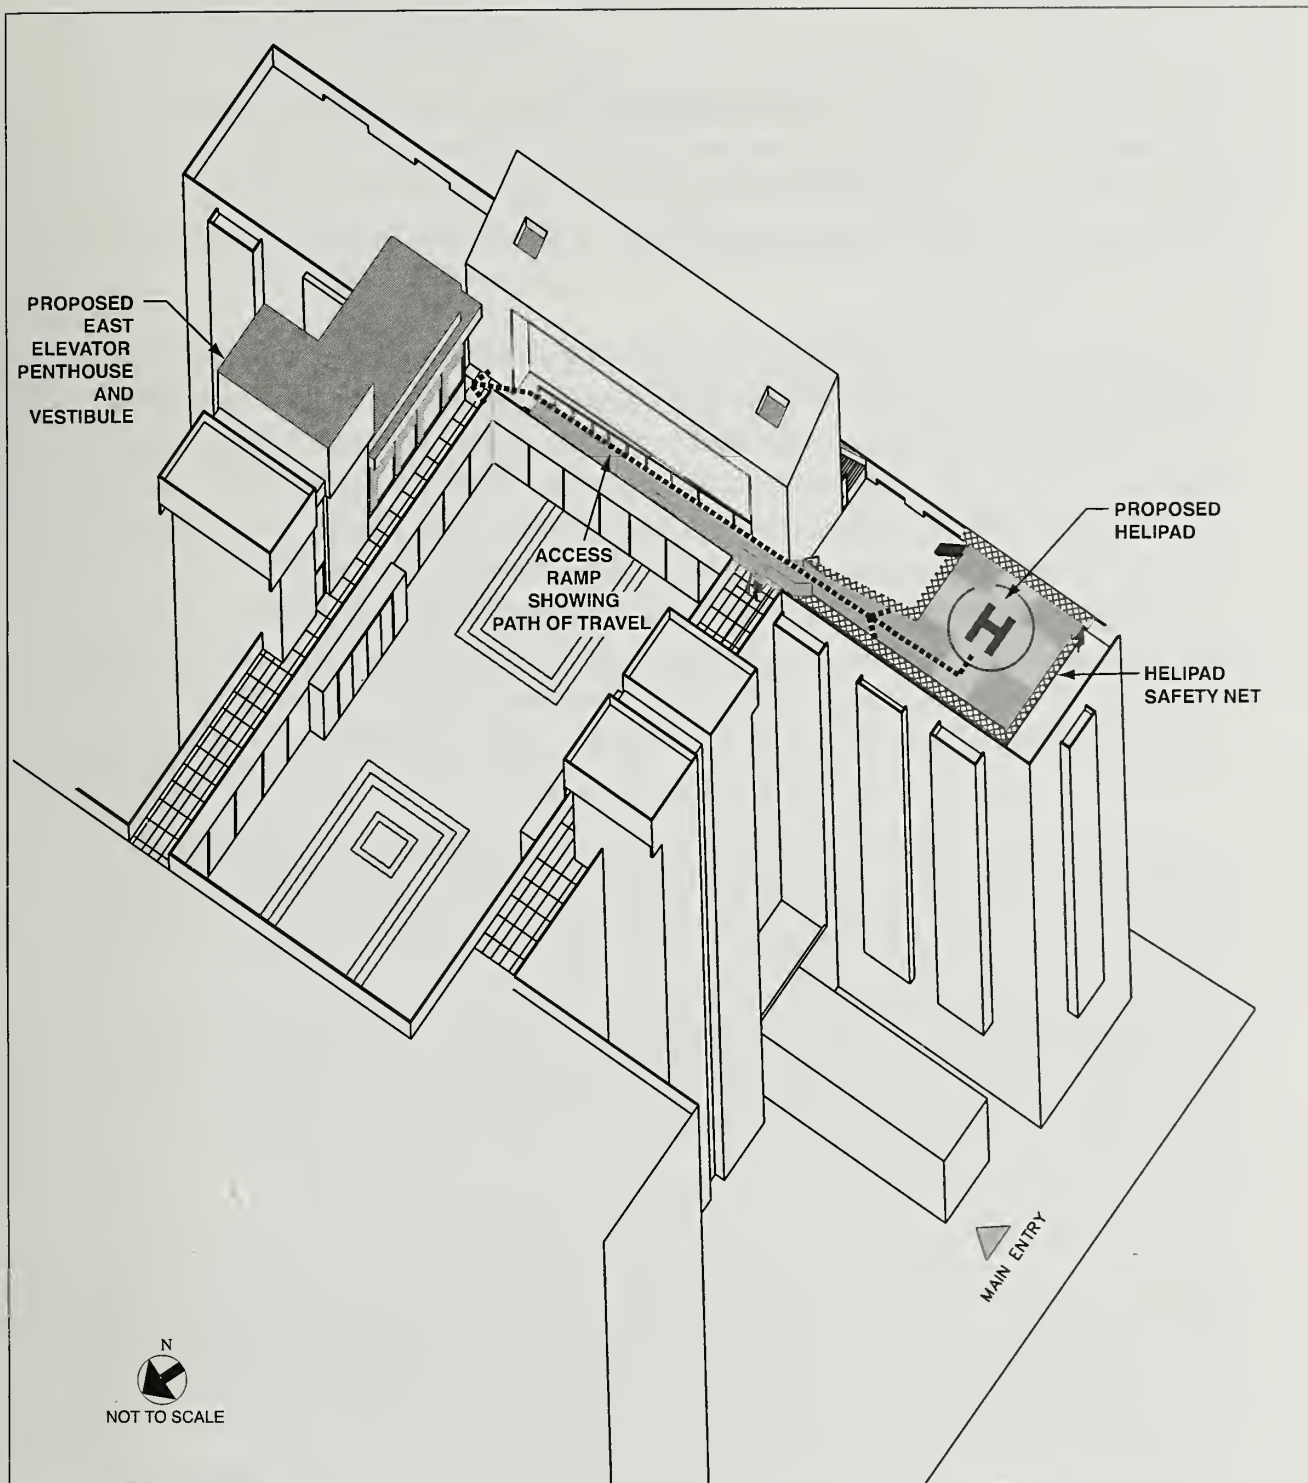 PROPOSED
EAST
ELEVATOR
PENTHOUSE
AND
VESTIBULE
ACCESS
RAMP
SHOWING
PATH OF TRAVEL
PROPOSED
HELIPAD
H
HELIPAD
SAFETY NET
MAIN ENTRY
N
NOT TO SCALE